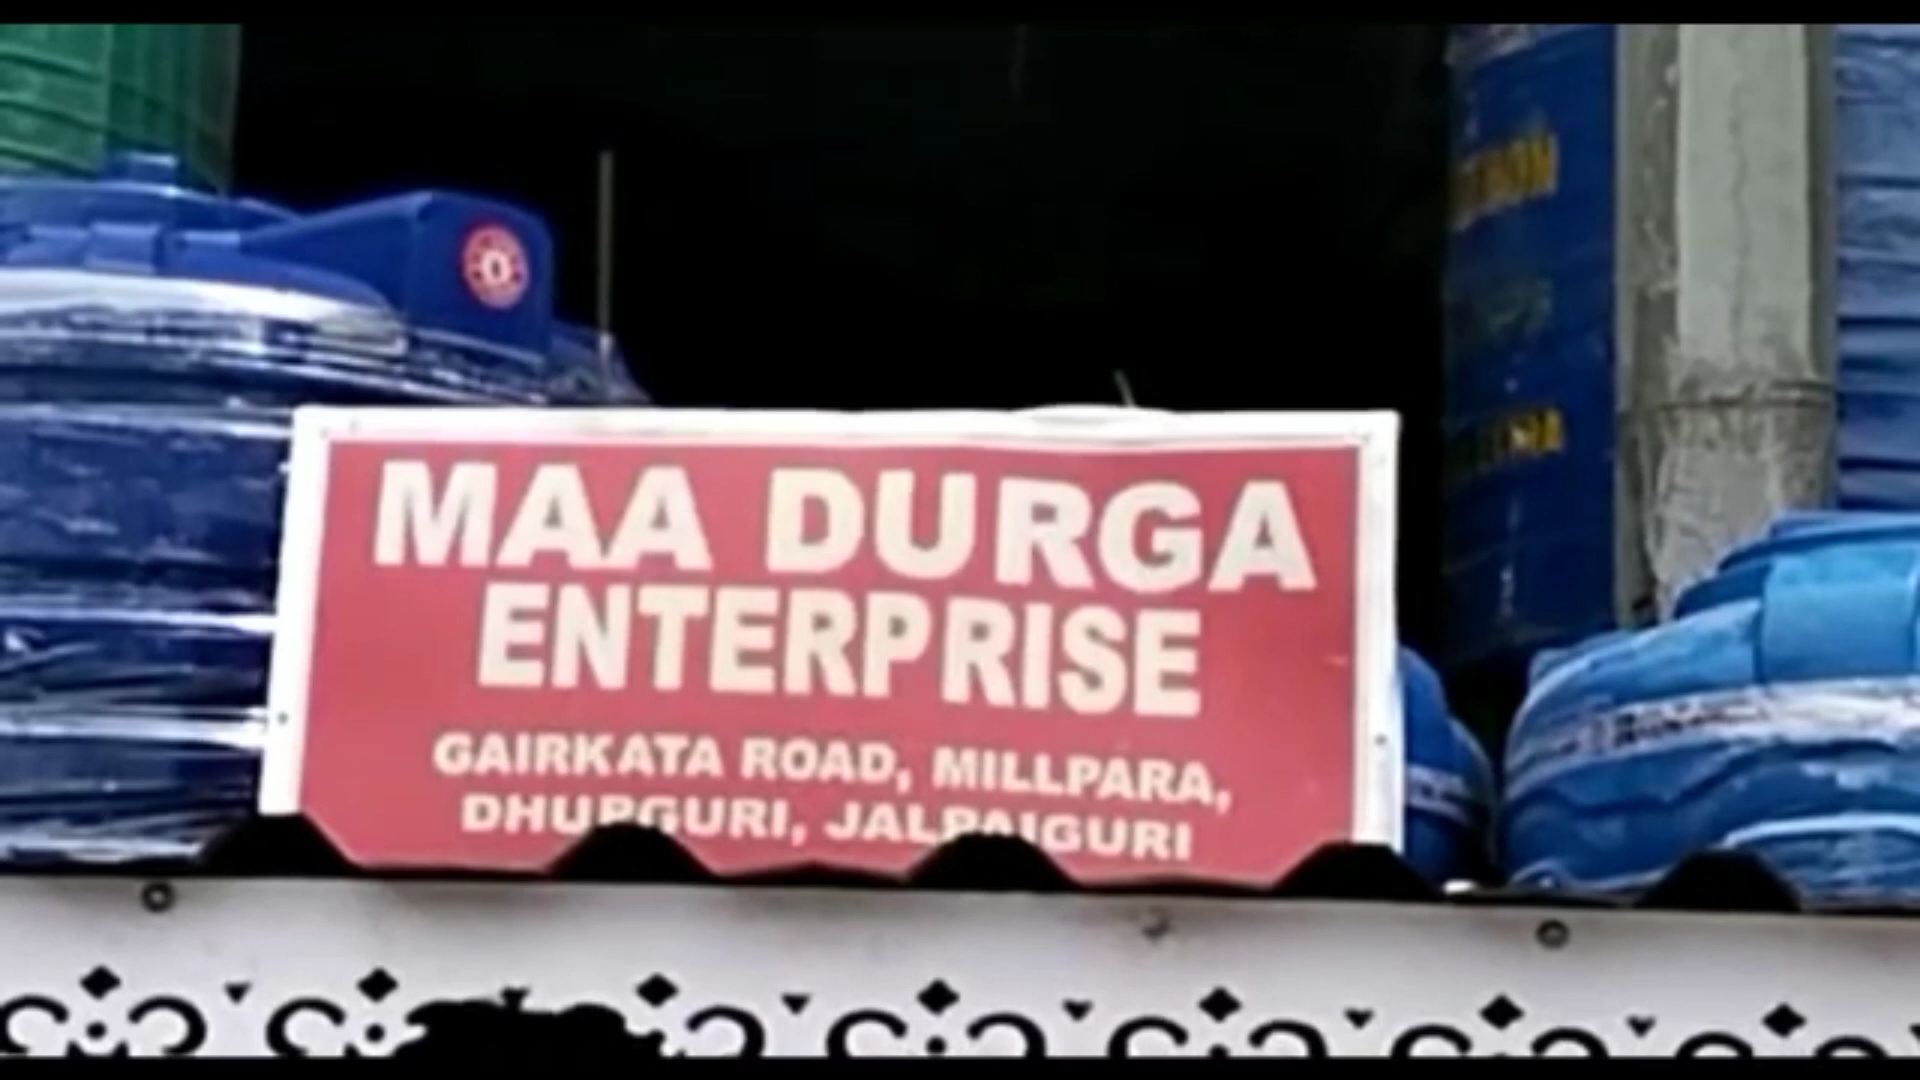 MAA DURGA
ENTERPRISE
GAIRKATA ROAD, MILLPARA,
DHUPGURI, JALPAIGURI